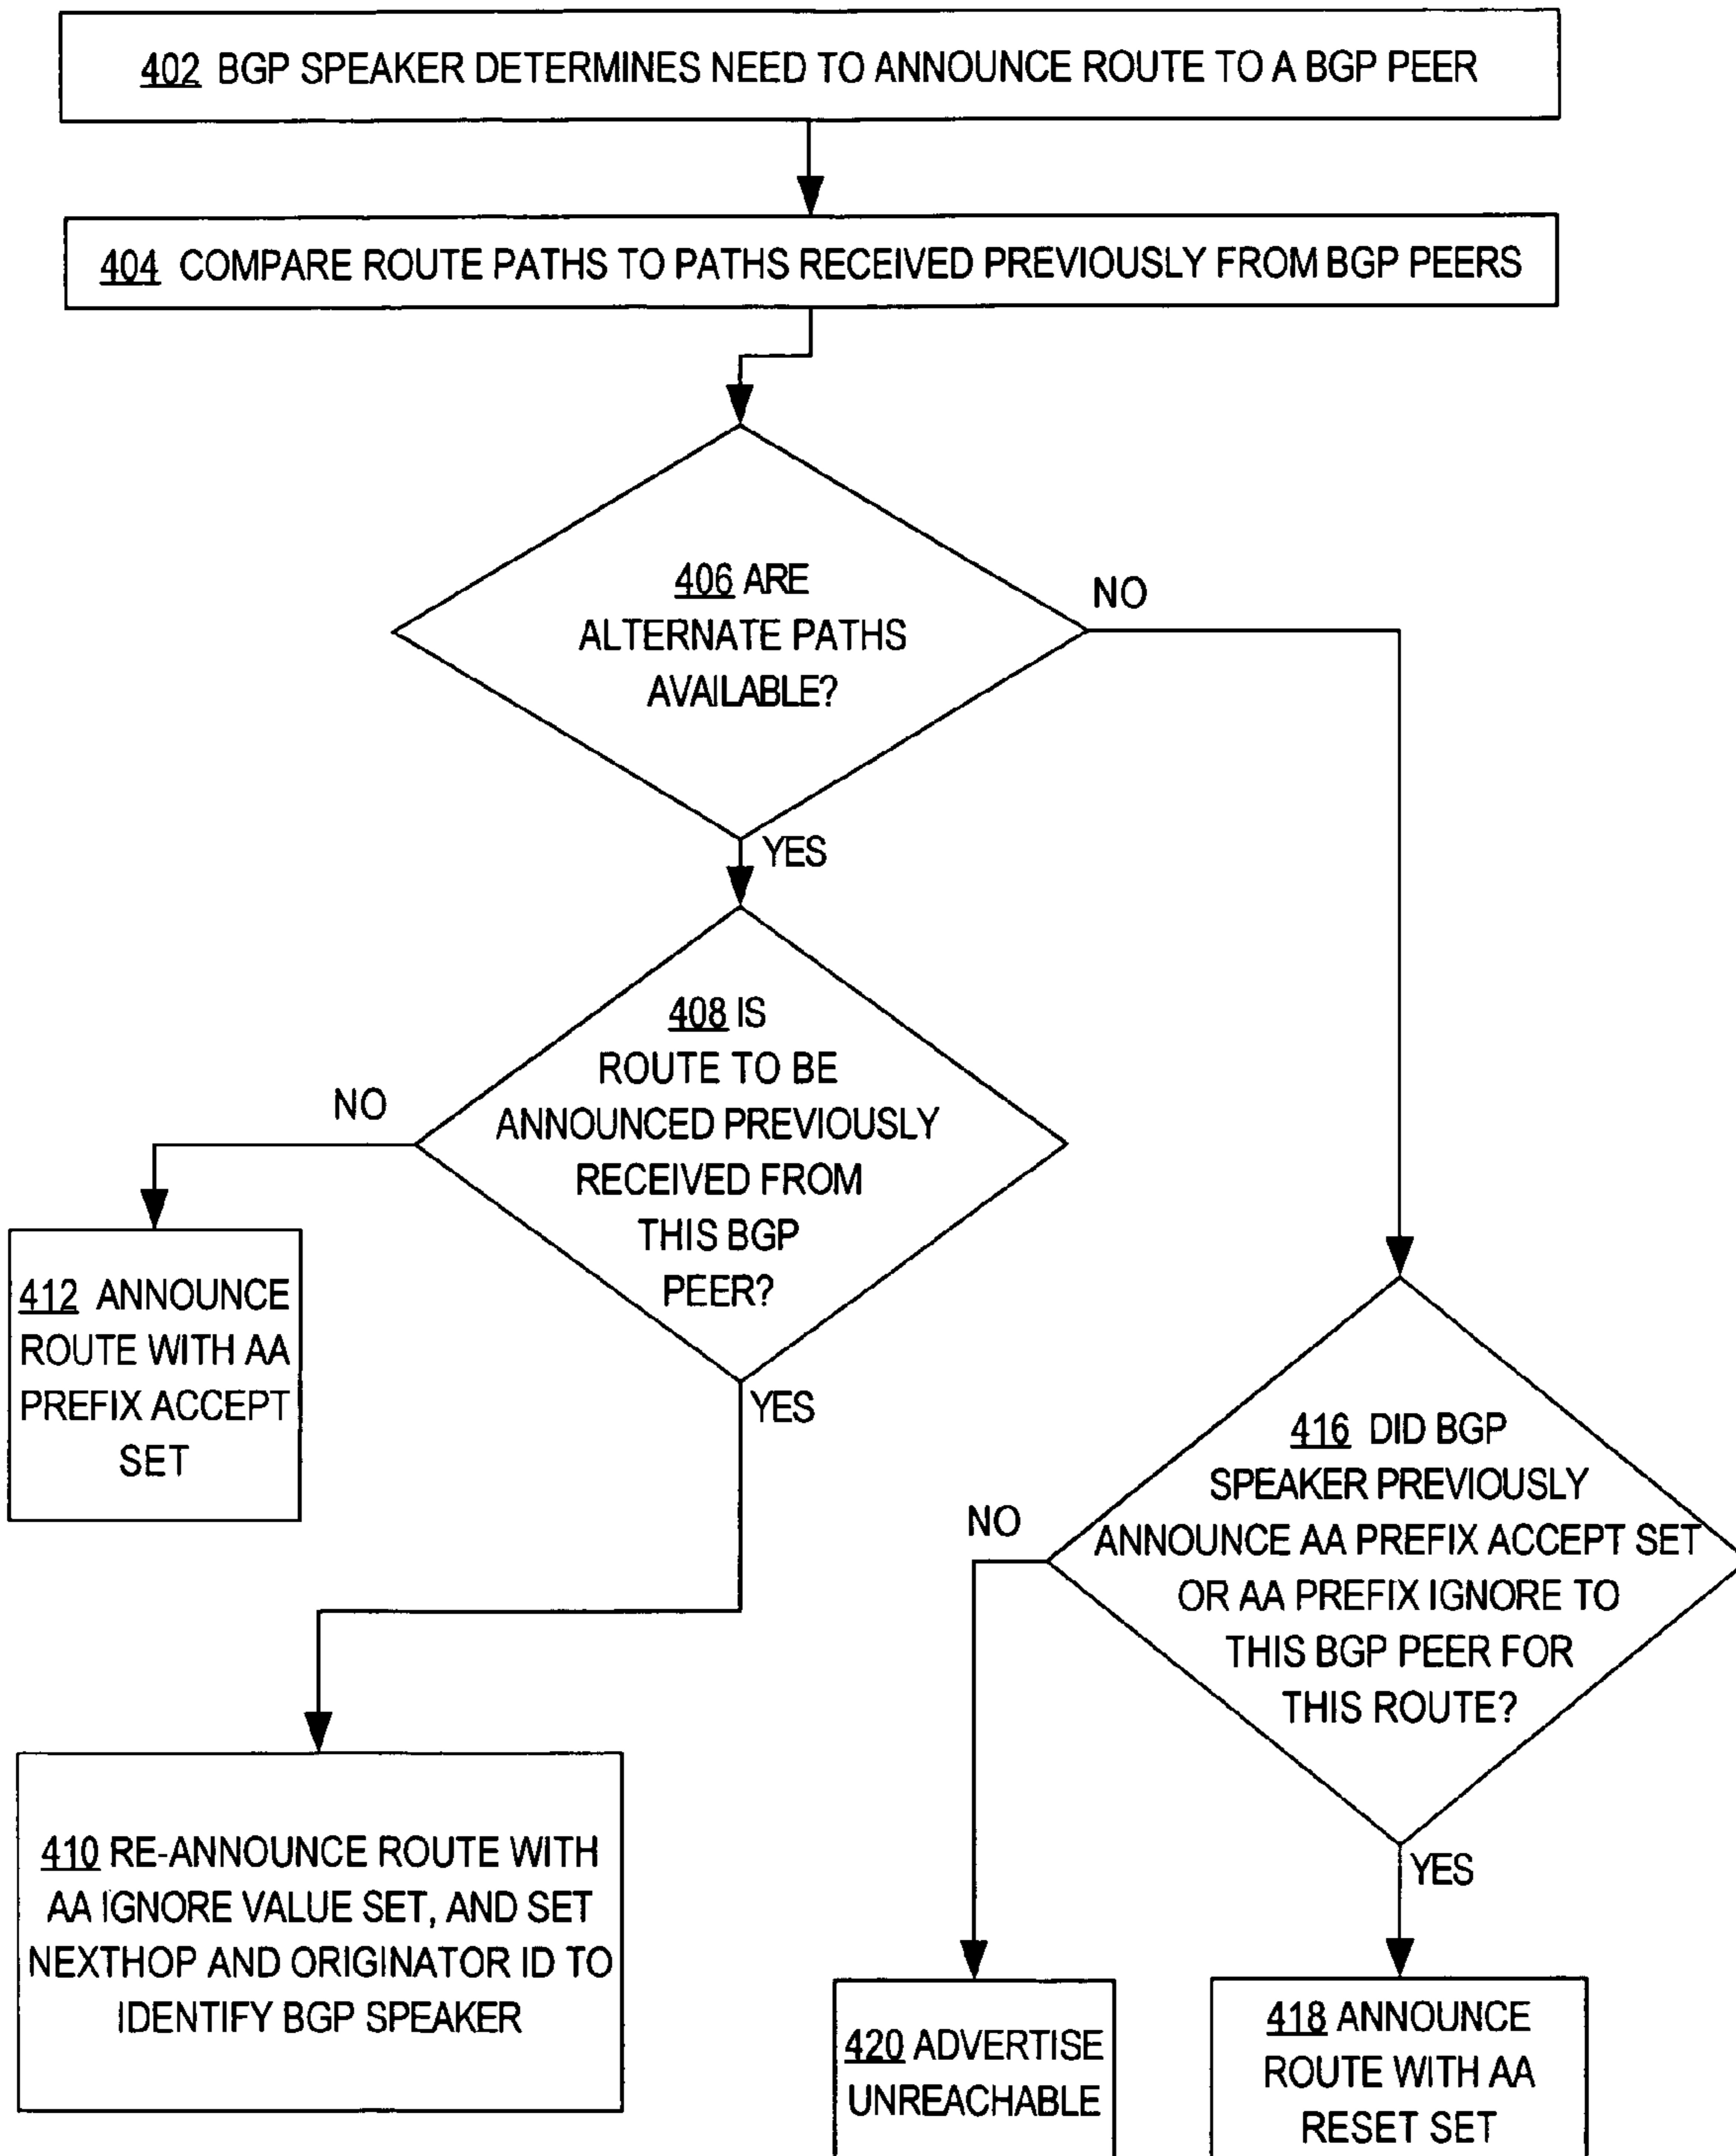 402 BGP SPEAKER DETERMINES NEED TO ANNOUNCE ROUTE TO A BGP PEER
404 COMPARE ROUTE PATHS TO PATHS RECEIVED PREVIOUSLY FROM BGP PEERS
406 ARE
ALTERNATE PATHS
AVAILABLE?
NO
YES
408 IS
ROUTE TO BE
ANNOUNCED PREVIOUSLY
RECEIVED FROM
THIS BGP
PEER?
NO
YES
412 ANNOUNCE
ROUTE WITH AA
PREFIX ACCEPT
SET
410 RE-ANNOUNCE ROUTE WITH
AA IGNORE VALUE SET, AND SET
NEXTHOP AND ORIGINATOR ID TO
IDENTIFY BGP SPEAKER
416 DID BGP
SPEAKER PREVIOUSLY
ANNOUNCE AA PREFIX ACCEPT SET
OR AA PREFIX IGNORE TO
THIS BGP PEER FOR
THIS ROUTE?
NO
YES
420 ADVERTISE
UNREACHABLE
418 ANNOUNCE
ROUTE WITH AA
RESET SET